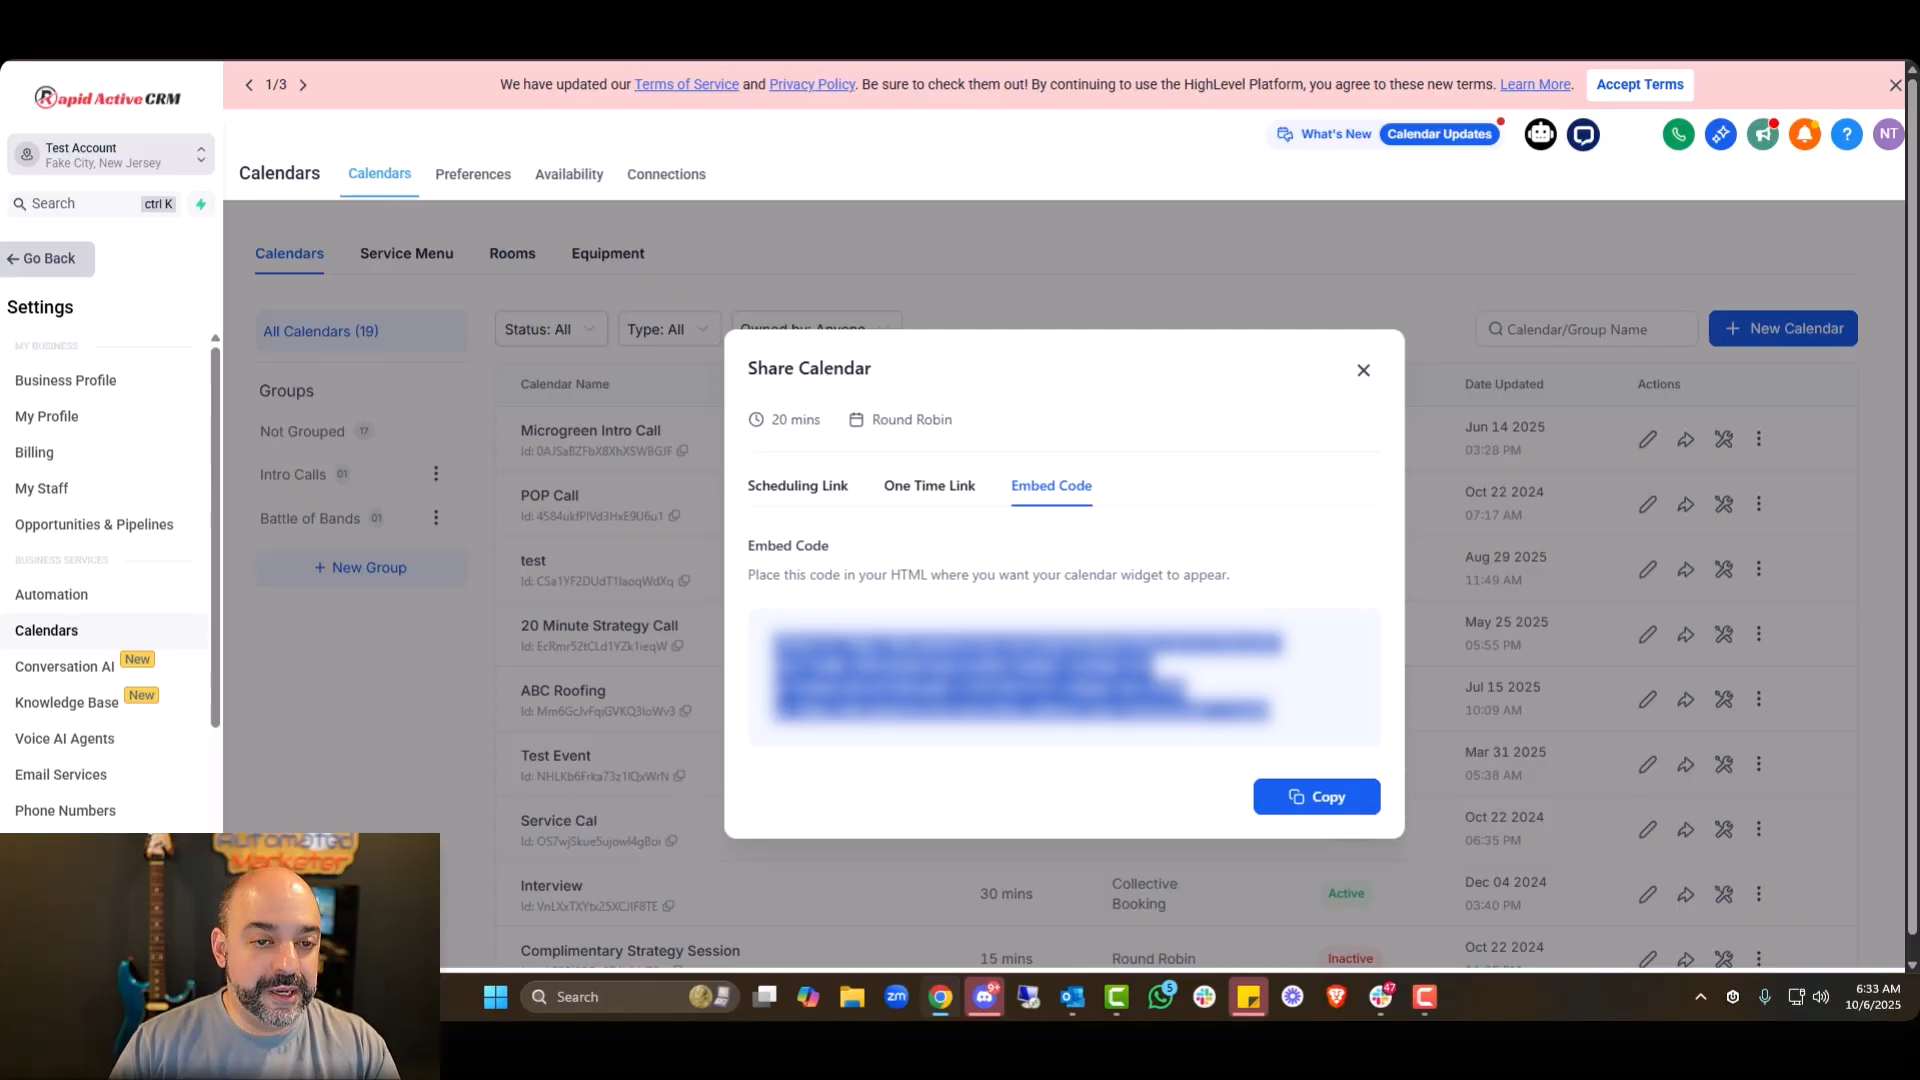 Rapid Active CRM
Test Account
Fake City, New Jersey
Search
ctrl K
Go Back
Settings
MY BUSINESS
Business Profile
My Profile
Billing
My Staff
Opportunities & Pipelines
BUSINESS SERVICES
Automation
Calendars
Conversation AI New
Knowledge Base New
Voice AI Agents
Email Services
Phone Numbers
1/3
We have updated our Terms of Service and Privacy Policy. Be sure to check them out! By continuing to use the HighLevel Platform, you agree to these new terms. Learn More.
Accept Terms
What's New
Calendar Updates
NT
Calendars
Calendars
Preferences
Availability
Connections
Calendars
Service Menu
Rooms
Equipment
All Calendars (19)
Groups
Not Grouped 17
Intro Calls 01
Battle of Bands 01
+ New Group
Status: All
Type: All
Owned by: Anyone
Calendar/Group Name
+ New Calendar
Calendar Name
Date Updated
Actions
Microgreen Intro Call
Id: 0AJSaBZFbX8XhXSWBGJF
Jun 14 2025
03:28 PM
POP Call
Id: 4S84ukfPlVd3HxE9U6u1
Oct 22 2024
07:17 AM
test
Id: CSa1YF2DUdT1IaoqWdXq
Aug 29 2025
11:49 AM
20 Minute Strategy Call
Id: EcRmr52tCLd1YZk1ieqW
May 25 2025
05:55 PM
ABC Roofing
Id: Mm6GcJvFqjGVKQ3IoWv3
Jul 15 2025
10:09 AM
Test Event
Id: NHLKb6Frka73z1IQxWrN
Mar 31 2025
05:38 AM
Service Cal
Id: OS7wjSkue5ujowl4gBoi
Oct 22 2024
06:35 PM
Interview
Id: VnLXxTXYtx25XCJIF8TE
30 mins
Collective
Booking
Active
Dec 04 2024
03:40 PM
Complimentary Strategy Session
15 mins
Round Robin
Inactive
Oct 22 2024
Share Calendar
20 mins
Round Robin
Scheduling Link
One Time Link
Embed Code
Embed Code
Place this code in your HTML where you want your calendar widget to appear.
Copy
Automated
Marketer
Search
zm
9+
5
47
6:33 AM
10/6/2025